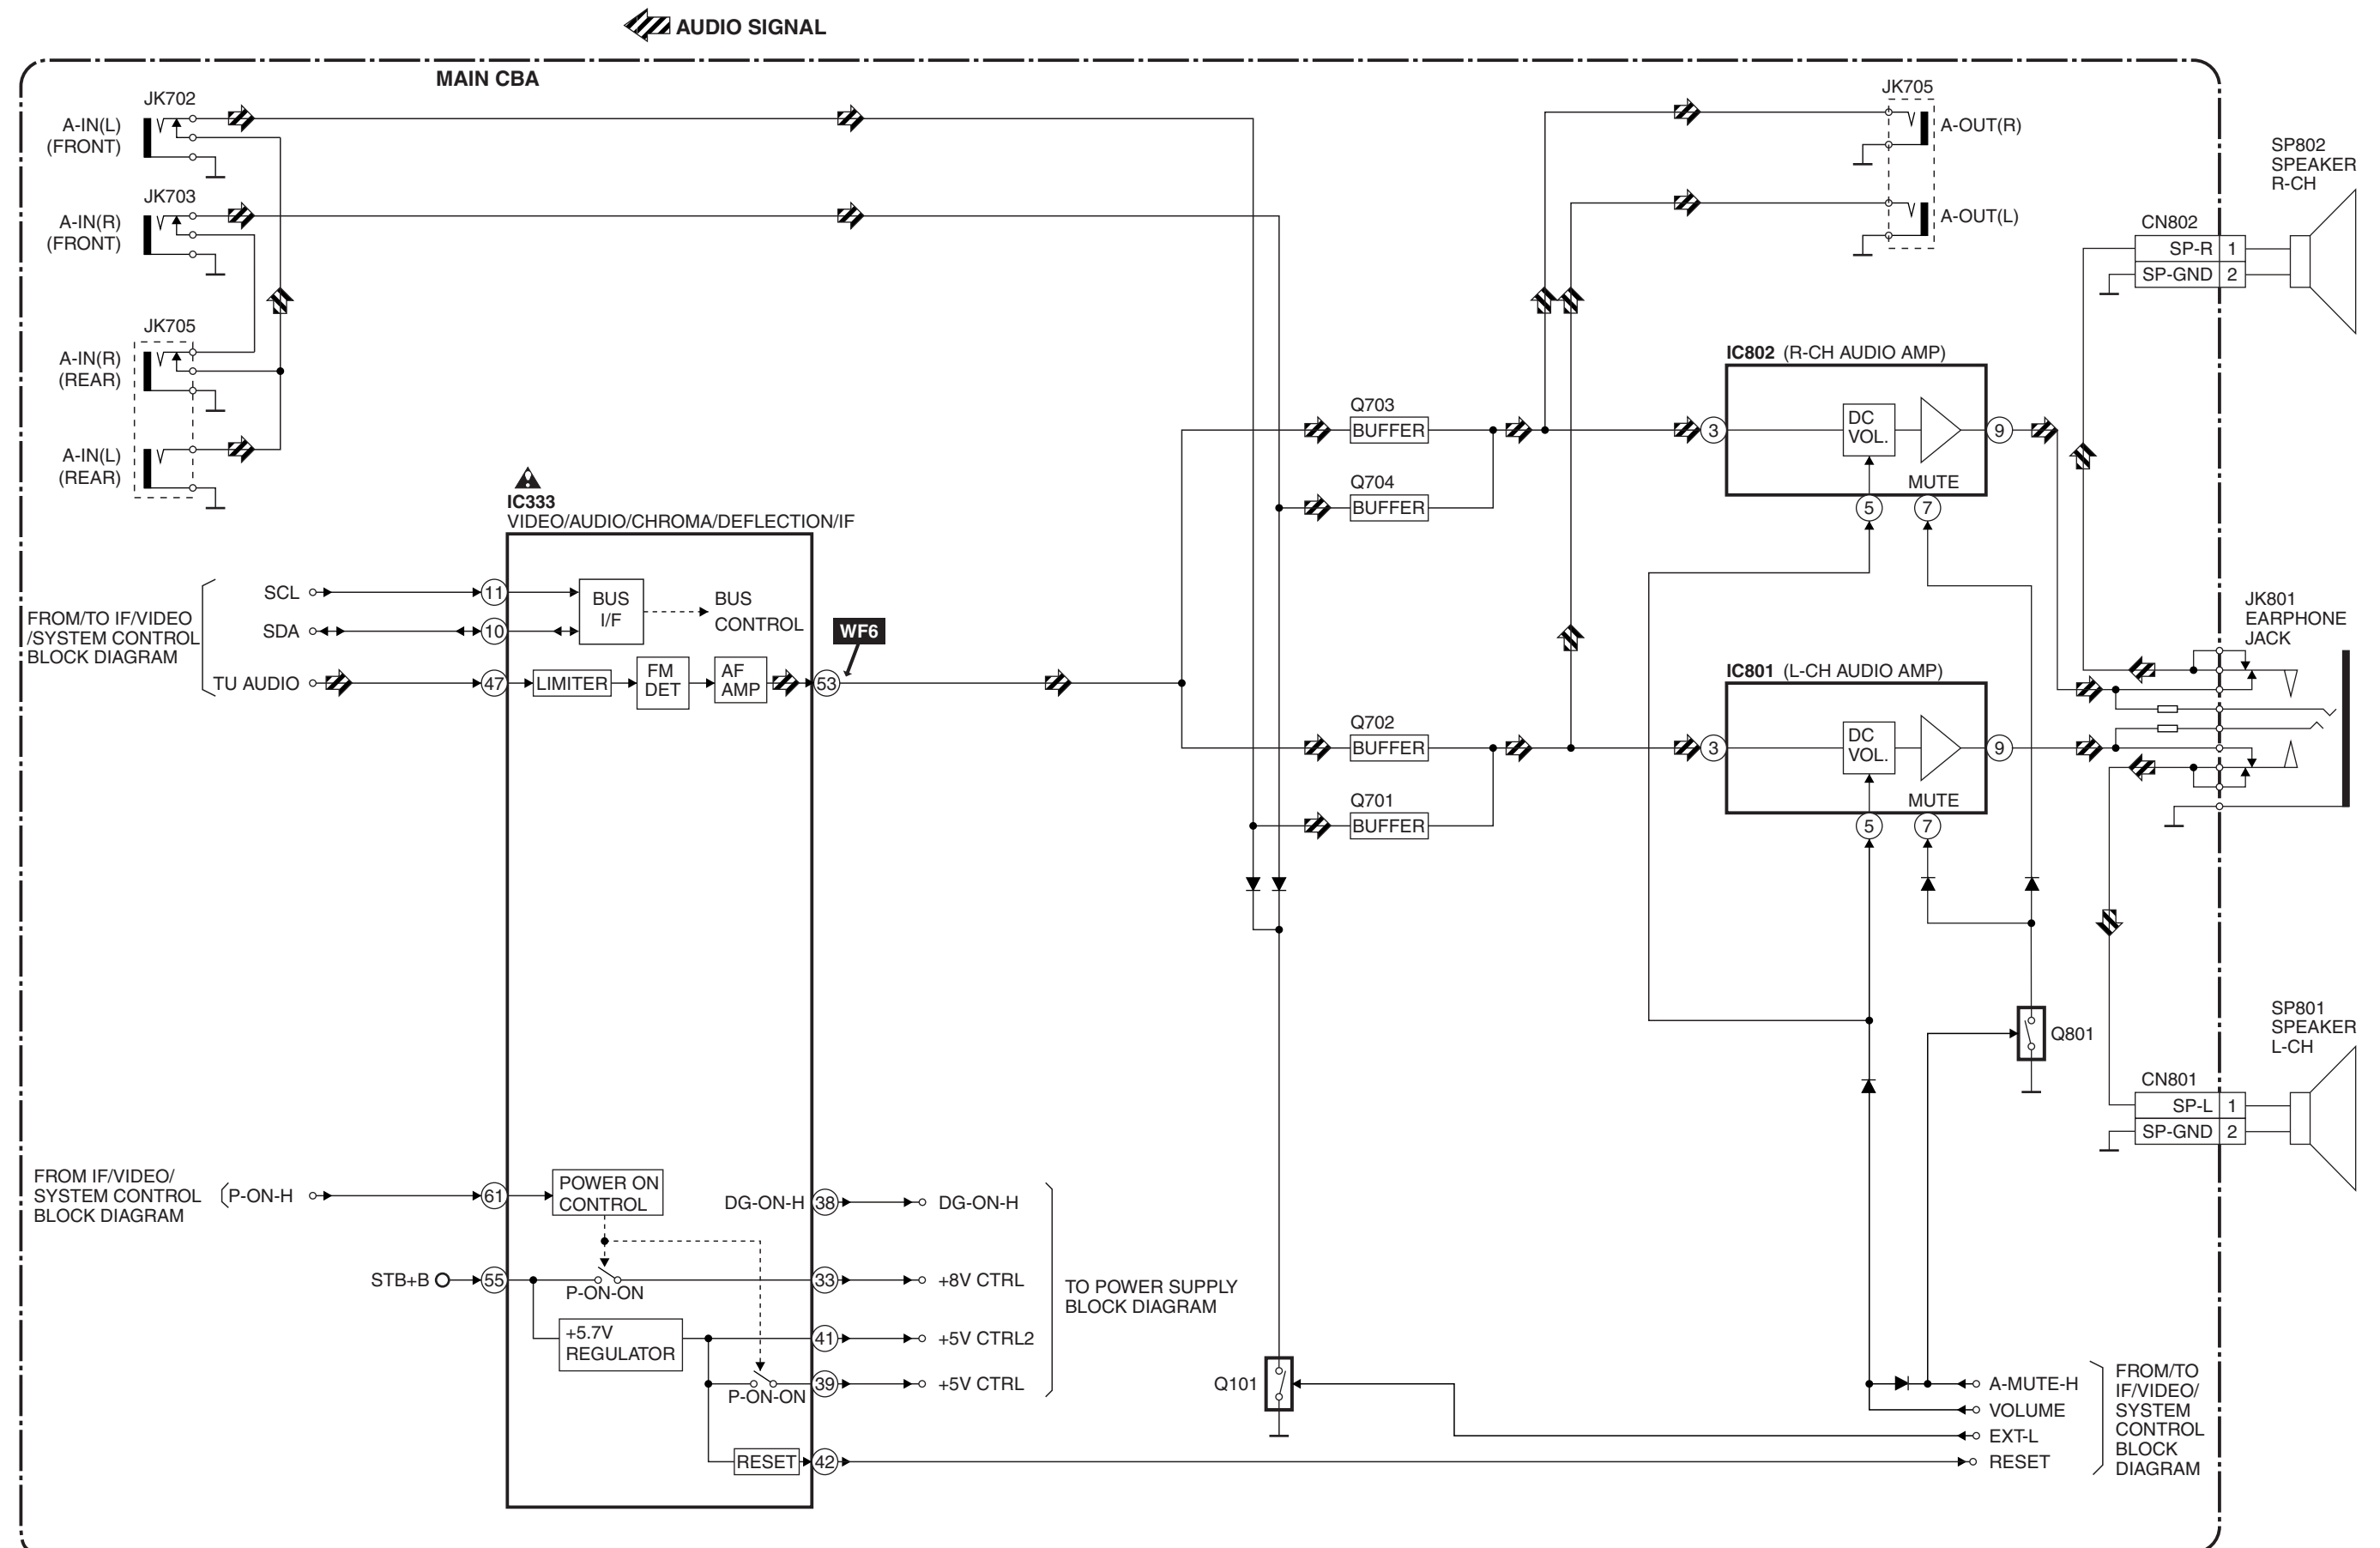 AUDIO SIGNAL
MAIN CBA
JK702
A-IN(L)
(FRONT)
JK703
A-IN(R)
(FRONT)
JK705
A-IN(R)
(REAR)
A-IN(L)
(REAR)
IC333
VIDEO/AUDIO/CHROMA/DEFLECTION/IF
FROM/TO IF/VIDEO
/SYSTEM CONTROL
BLOCK DIAGRAM
SCL
11
SDA
10
TU AUDIO
47
BUS
I/F
BUS
CONTROL
LIMITER
FM
DET
AF
AMP
53
WF6
FROM IF/VIDEO/
SYSTEM CONTROL
BLOCK DIAGRAM
P-ON-H
61
POWER ON
CONTROL
STB+B
55
P-ON-ON
+5.7V
REGULATOR
P-ON-ON
RESET
DG-ON-H
38
DG-ON-H
33
+8V CTRL
41
+5V CTRL2
39
+5V CTRL
42
TO POWER SUPPLY
BLOCK DIAGRAM
Q703
BUFFER
Q704
BUFFER
Q702
BUFFER
Q701
BUFFER
Q101
JK705
A-OUT(R)
A-OUT(L)
IC802 (R-CH AUDIO AMP)
3
DC
VOL.
9
MUTE
5
7
IC801 (L-CH AUDIO AMP)
3
DC
VOL.
9
MUTE
5
7
Q801
SP802
SPEAKER
R-CH
CN802
SP-R 1
SP-GND 2
JK801
EARPHONE
JACK
SP801
SPEAKER
L-CH
CN801
SP-L 1
SP-GND 2
A-MUTE-H
VOLUME
EXT-L
RESET
FROM/TO
IF/VIDEO/
SYSTEM
CONTROL
BLOCK
DIAGRAM